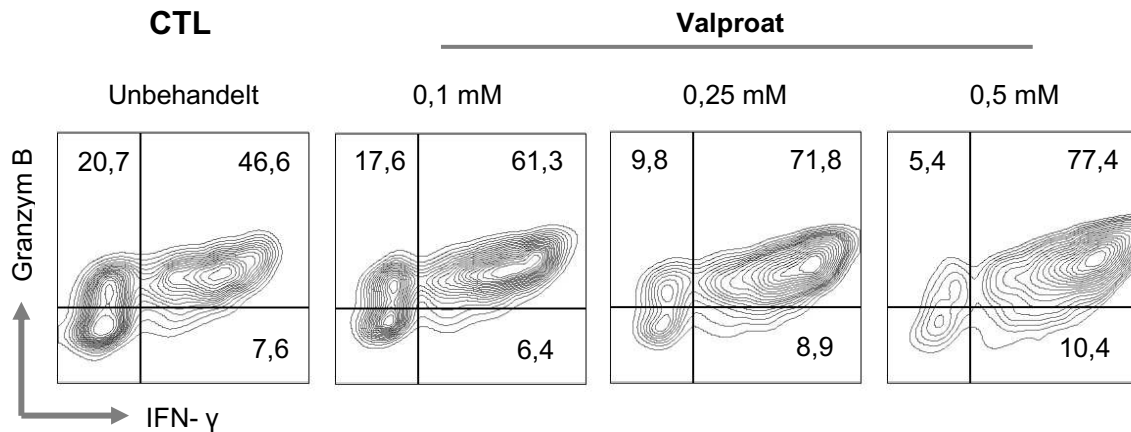 CTL
Valproat
Unbehandelt
0,1 mM
0,25 mM
0,5 mM
Granzym B
20,7
46,6
17,6
61,3
9,8
71,8
5,4
77,4
7,6
6,4
8,9
10,4
IFN- γ